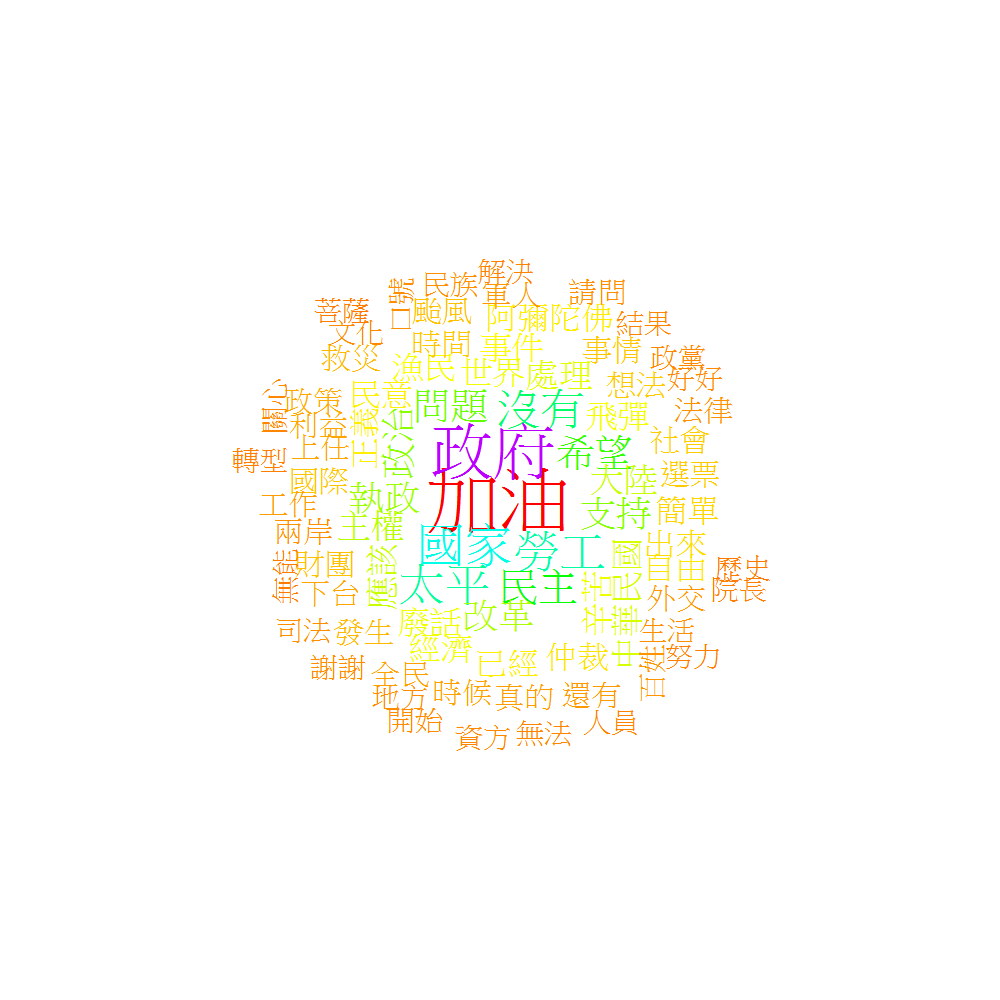 解決
民族
軍人
口號
請問
菩薩
颱風
阿彌陀佛
結果
文化
時間
事件
事情
救災
政黨
漁民
世界
處理
想法
好好
關心
政策
民意
問題
沒有
飛彈
法律
利益
正義
政治
政府
希望
社會
轉型
上任
大陸
選票
國際
執政
加油
支持
簡單
工作
主權
兩岸
國家
勞工
出來
中華民國
無能
財團
應該
太平
民主
辛苦
自由
歷史
下台
外交
院長
司法
發生
廢話
改革
生活
經濟
已經
仲裁
百姓
努力
謝謝
全民
地方
時候
真的
還有
開始
資方
無法
人員